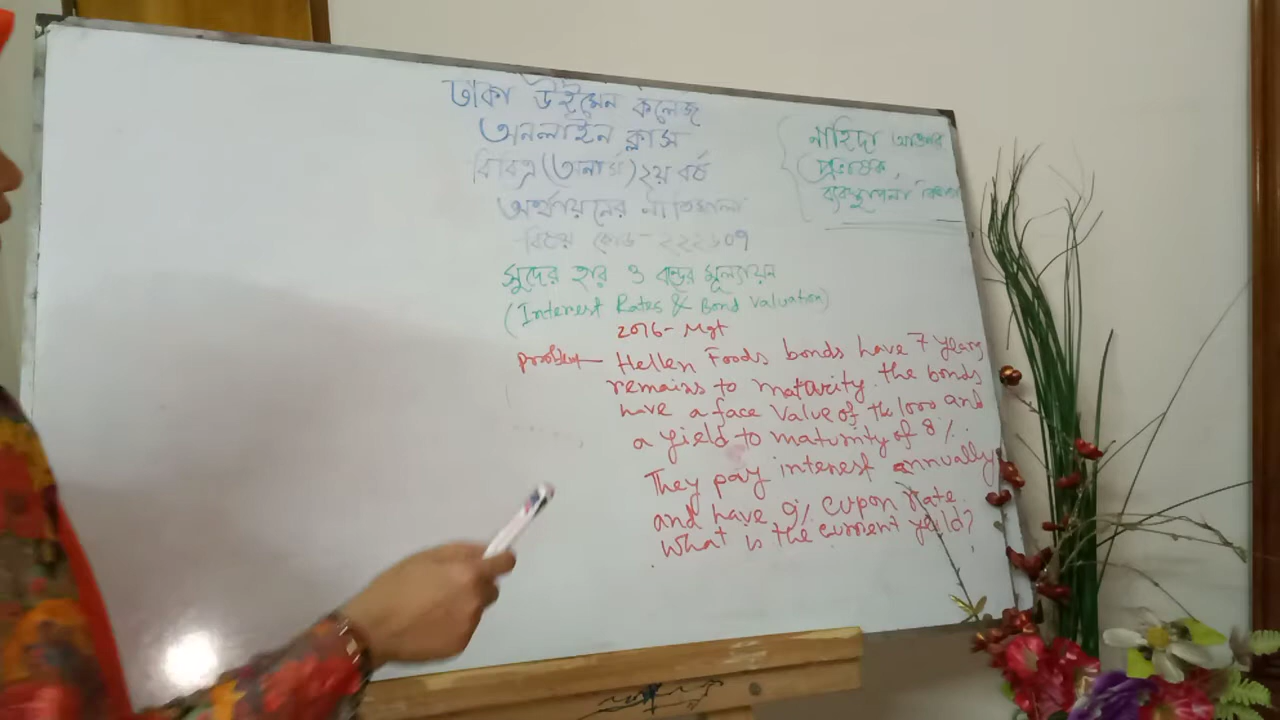 ঢাকা উইমেন কলেজ
অনলাইন ক্লাস
বিবিএ (অনার্স) ২য় বর্ষ
অর্থায়নের নীতিমালা
বিষয় কোড - ২২২৬০৭
নাহিদা আক্তার
প্রভাষক,
ব্যবস্থাপনা বিভাগ
সুদের হার ও বন্ডের মূল্যায়ন
(Interest Rates & Bond Valuation)
2016 - Mgt
problem - Hellen Foods bonds have 7 years
remains to maturity. the bonds
have a face value of tk 1000 and
a yield to maturity of 8%.
They pay interest annually
and have 9% cupon rate.
What is the current yeild?